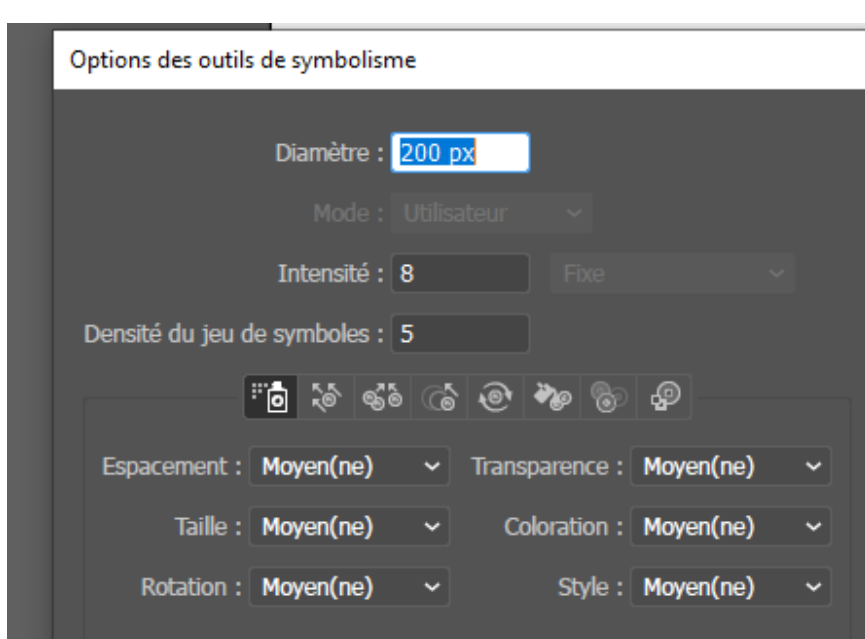 Options des outils de symbolisme
Diamètre : 200 px
Mode : Utilisateur
Intensité : 8 Fixe
Densité du jeu de symboles : 5
Espacement : Moyen(ne) Transparence : Moyen(ne)
Taille : Moyen(ne) Coloration : Moyen(ne)
Rotation : Moyen(ne) Style : Moyen(ne)